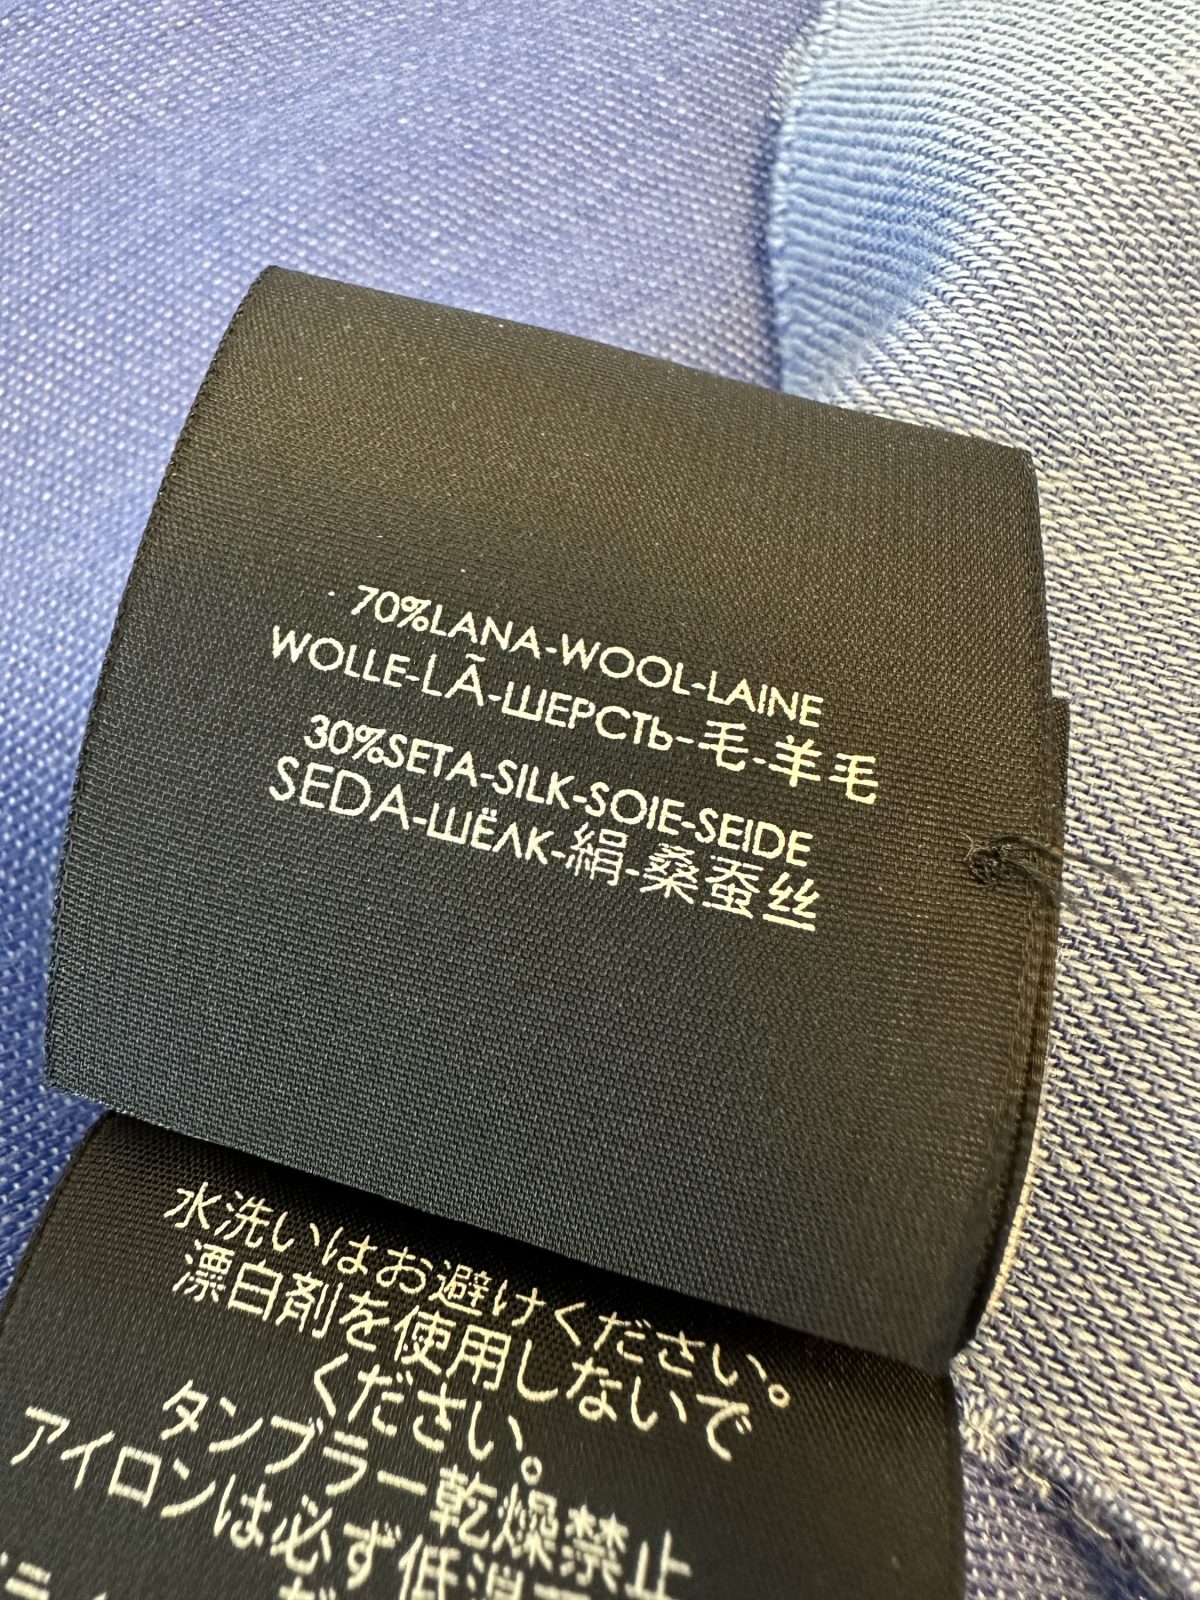 70%LANA-WOOL-LAINE
WOLLE-LÃ-ШЕРСТЬ-毛-羊毛
30%SETA-SILK-SOIE-SEIDE
SEDA-ШЁЛК-絹-桑蚕丝
水洗いはお避けください。
漂白剤を使用しないで
ください。
タンブラー乾燥禁止
アイロンは必ず低温